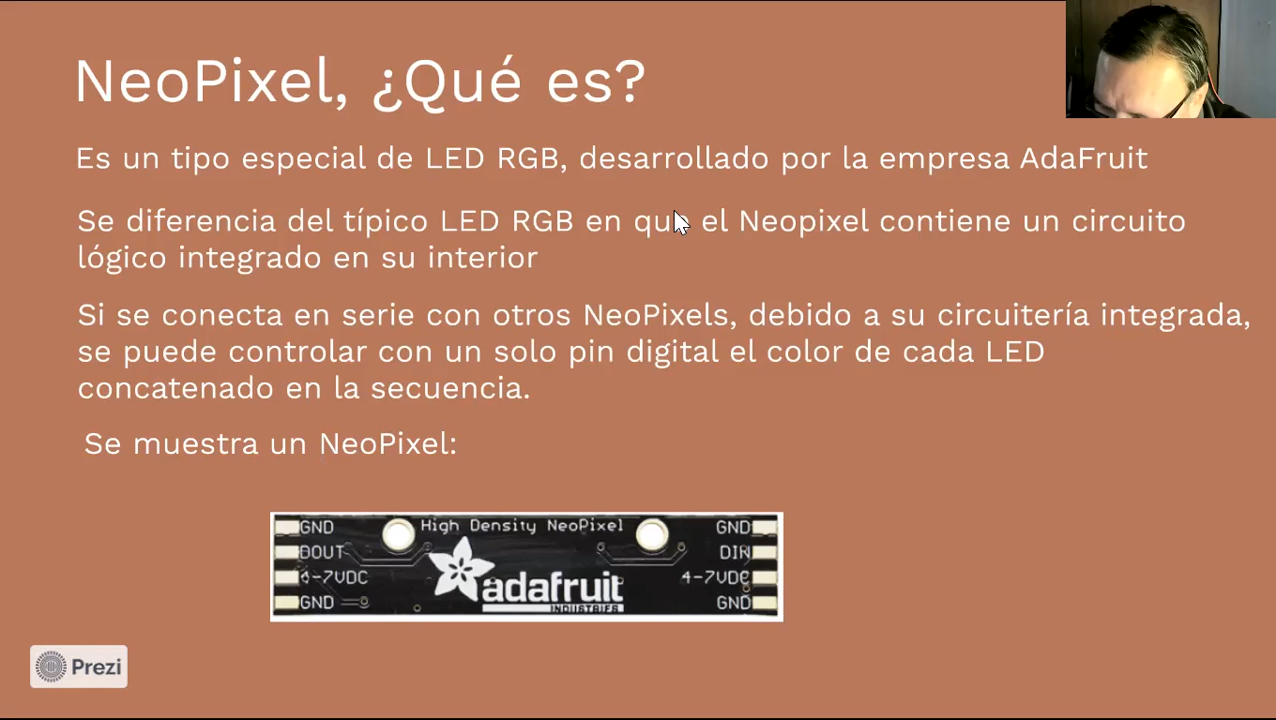 NeoPixel, ¿Qué es?
Es un tipo especial de LED RGB, desarrollado por la empresa AdaFruit
Se diferencia del típico LED RGB en que el Neopixel contiene un circuito
lógico integrado en su interior
Si se conecta en serie con otros NeoPixels, debido a su circuitería integrada,
se puede controlar con un solo pin digital el color de cada LED
concatenado en la secuencia.
Se muestra un NeoPixel:
GND High Density NeoPixel GND
DOUT DIN
4-7VDC adafruit 4-7VDC
GND INDUSTRIES GND
Prezi